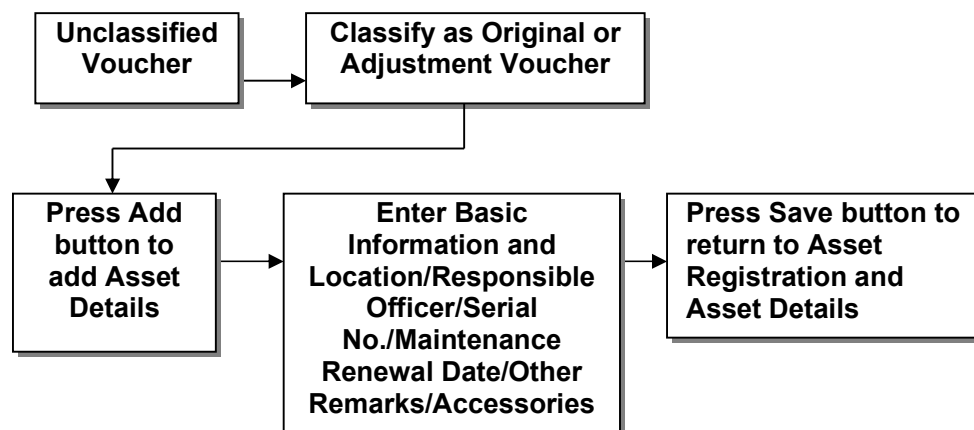 Unclassified
Voucher
Classify as Original or
Adjustment Voucher
Press Add
button to
add Asset
Details
Enter Basic
Information and
Location/Responsible
Officer/Serial
No./Maintenance
Renewal Date/Other
Remarks/Accessories
Press Save button to
return to Asset
Registration and
Asset Details